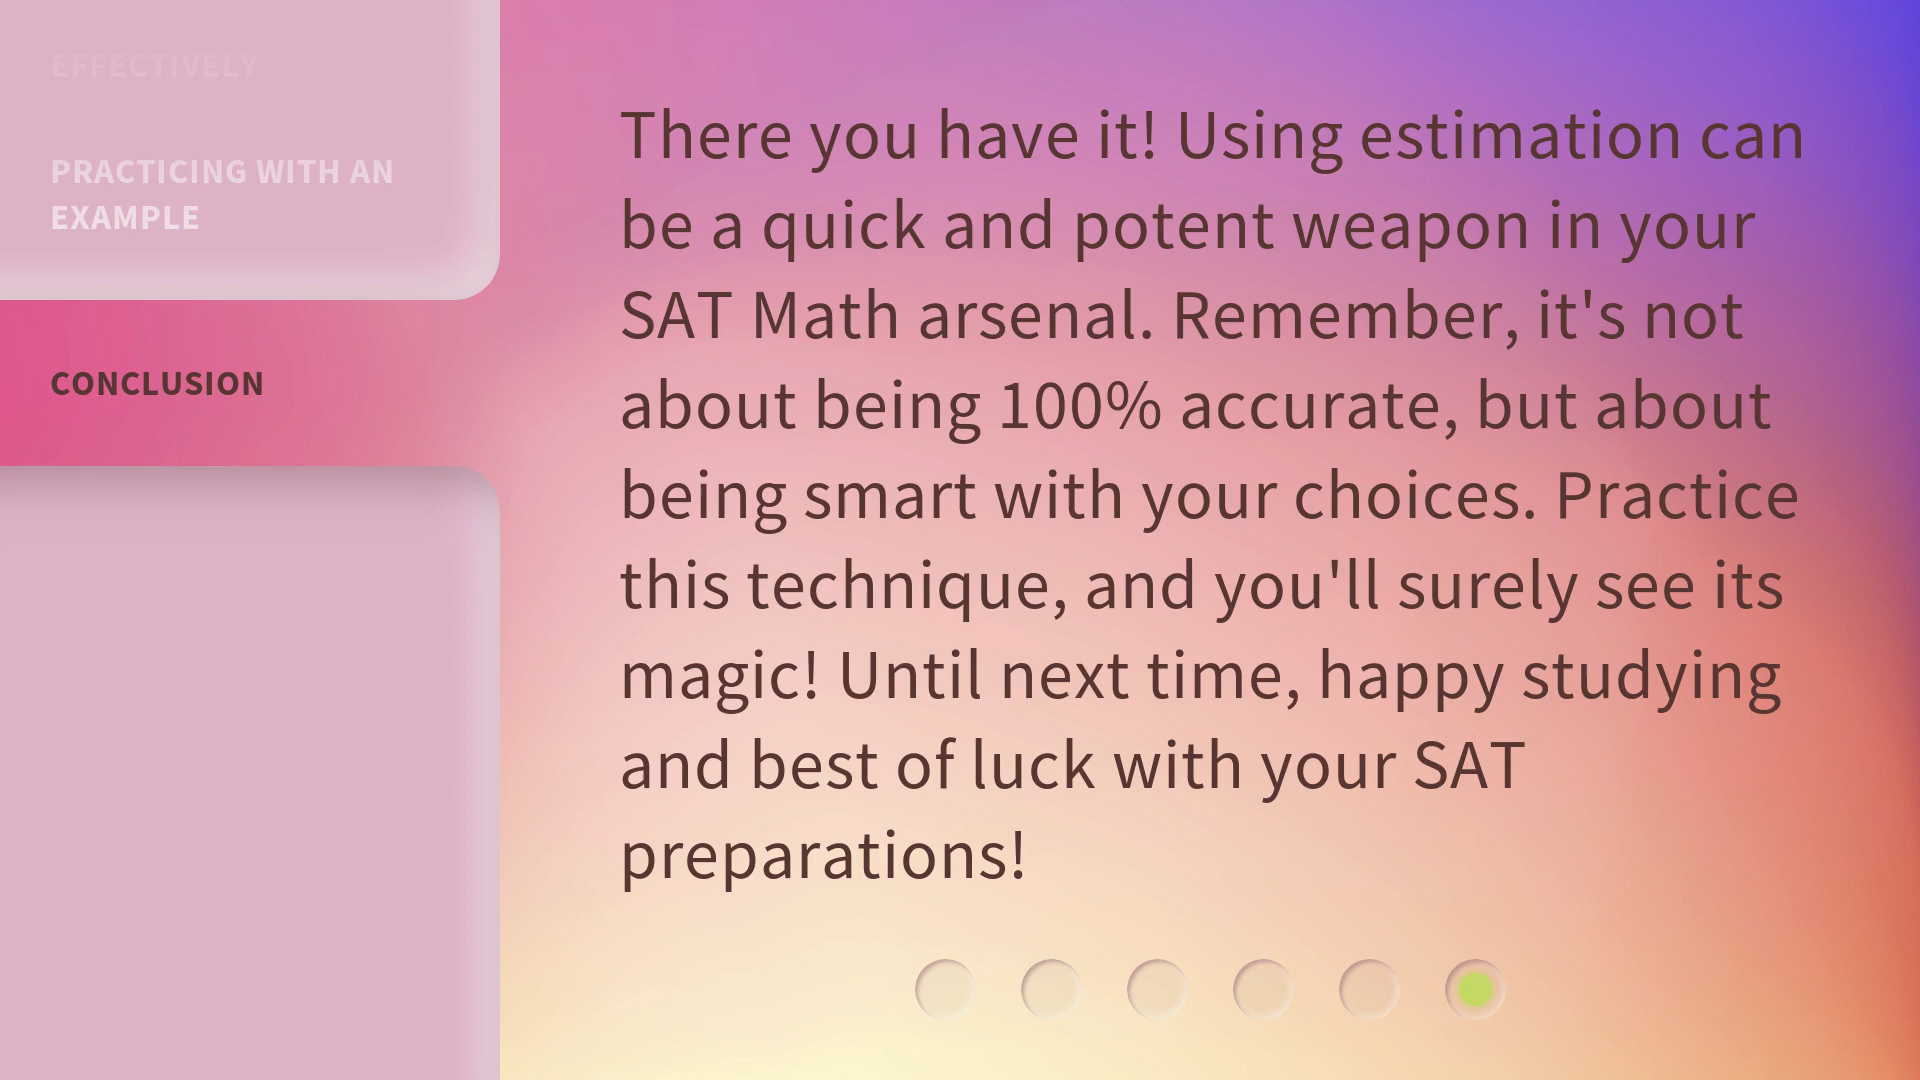 EFFECTIVELY
PRACTICING WITH AN
EXAMPLE
CONCLUSION
There you have it! Using estimation can
be a quick and potent weapon in your
SAT Math arsenal. Remember, it's not
about being 100% accurate, but about
being smart with your choices. Practice
this technique, and you'll surely see its
magic! Until next time, happy studying
and best of luck with your SAT
preparations!